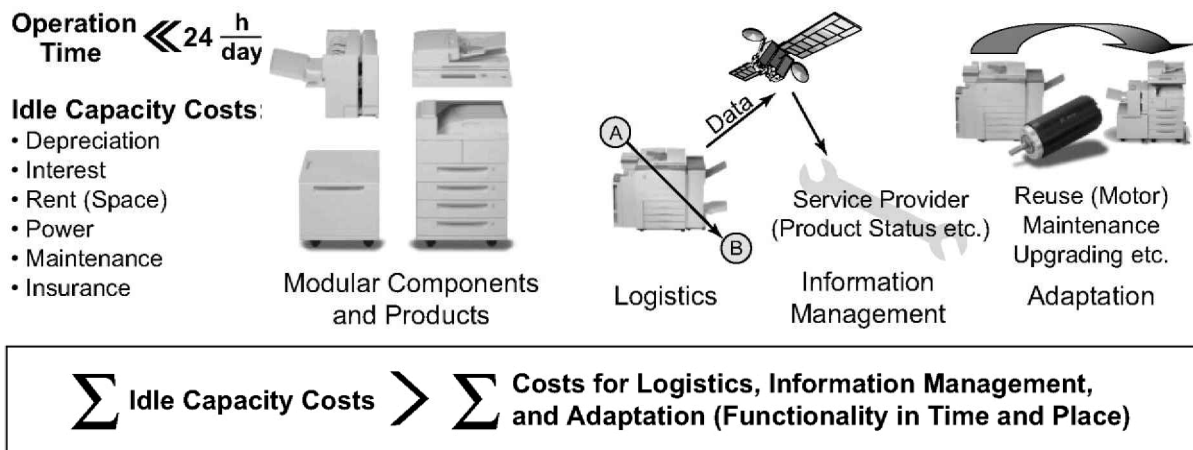 Operation
Time
≪ 24 h/day
Idle Capacity Costs:
• Depreciation
• Interest
• Rent (Space)
• Power
• Maintenance
• Insurance
Modular Components
and Products
A
Data
B
Logistics
Service Provider
(Product Status etc.)
Information
Management
Reuse (Motor)
Maintenance
Upgrading etc.
Adaptation
∑ Idle Capacity Costs > ∑ Costs for Logistics, Information Management,
and Adaptation (Functionality in Time and Place)